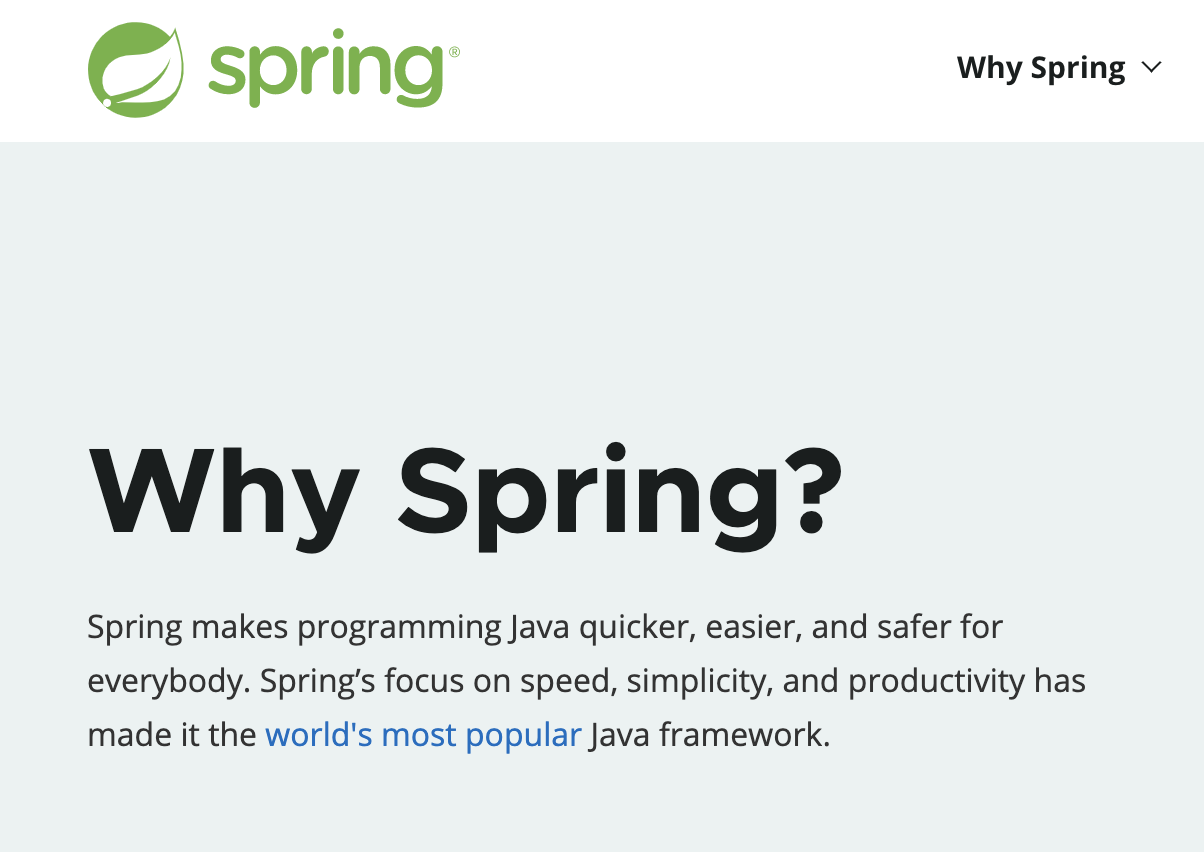 spring®
Why Spring
Why Spring?
Spring makes programming Java quicker, easier, and safer for
everybody. Spring’s focus on speed, simplicity, and productivity has
made it the world's most popular Java framework.